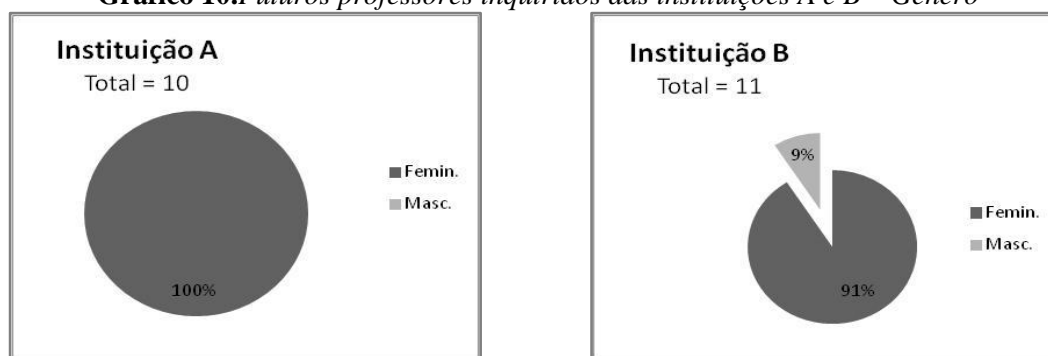 Gráfico 10.Futuros professores inquiridos das instituições A e B – Género
Instituição A
Total = 10
Femin.
Masc.
100%
Instituição B
Total = 11
9%
Femin.
Masc.
91%